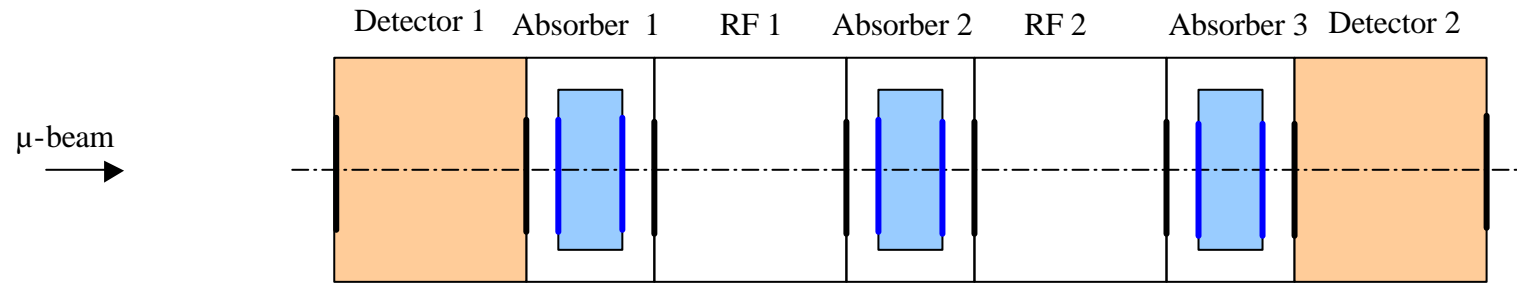 Detector 1 Absorber 1 RF 1 Absorber 2 RF 2 Absorber 3 Detector 2
µ-beam